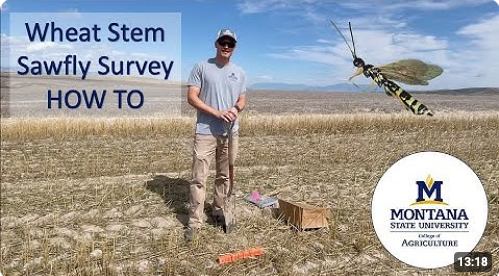 Wheat Stem
Sawfly Survey
HOW TO
M
MONTANA
STATE UNIVERSITY
College of
AGRICULTURE
13:18